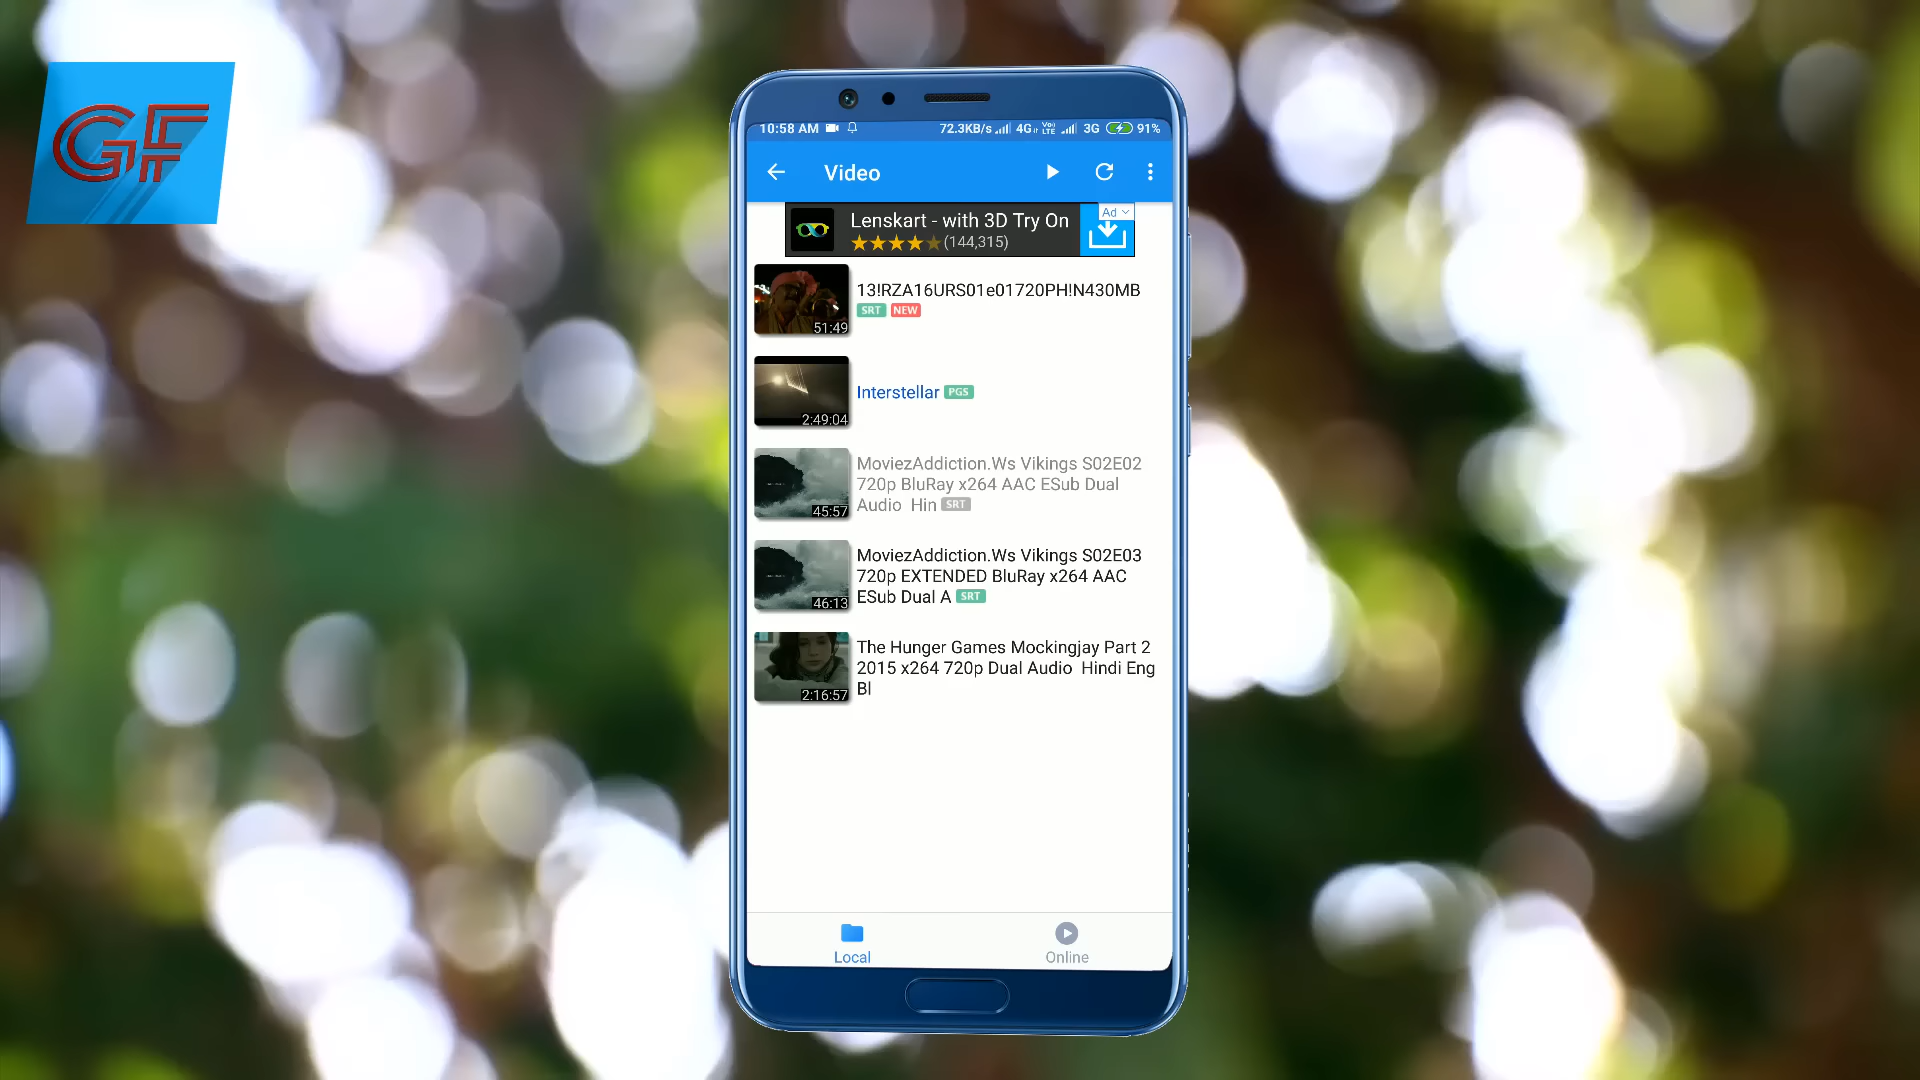 GF
10:58 AM 72.3KB/s 4G Vo) LTE 3G 91%
Video
Lenskart - with 3D Try On
Ad
(144,315)
13!RZA16URS01e01720PH!N430MB
SRT NEW
51:49
Interstellar PGS
2:49:04
MoviezAddiction.Ws Vikings S02E02
720p BluRay x264 AAC ESub Dual
Audio Hin SRT
45:57
MoviezAddiction.Ws Vikings S02E03
720p EXTENDED BluRay x264 AAC
ESub Dual A SRT
46:13
The Hunger Games Mockingjay Part 2
2015 x264 720p Dual Audio Hindi Eng
Bl
2:16:57
Local
Online